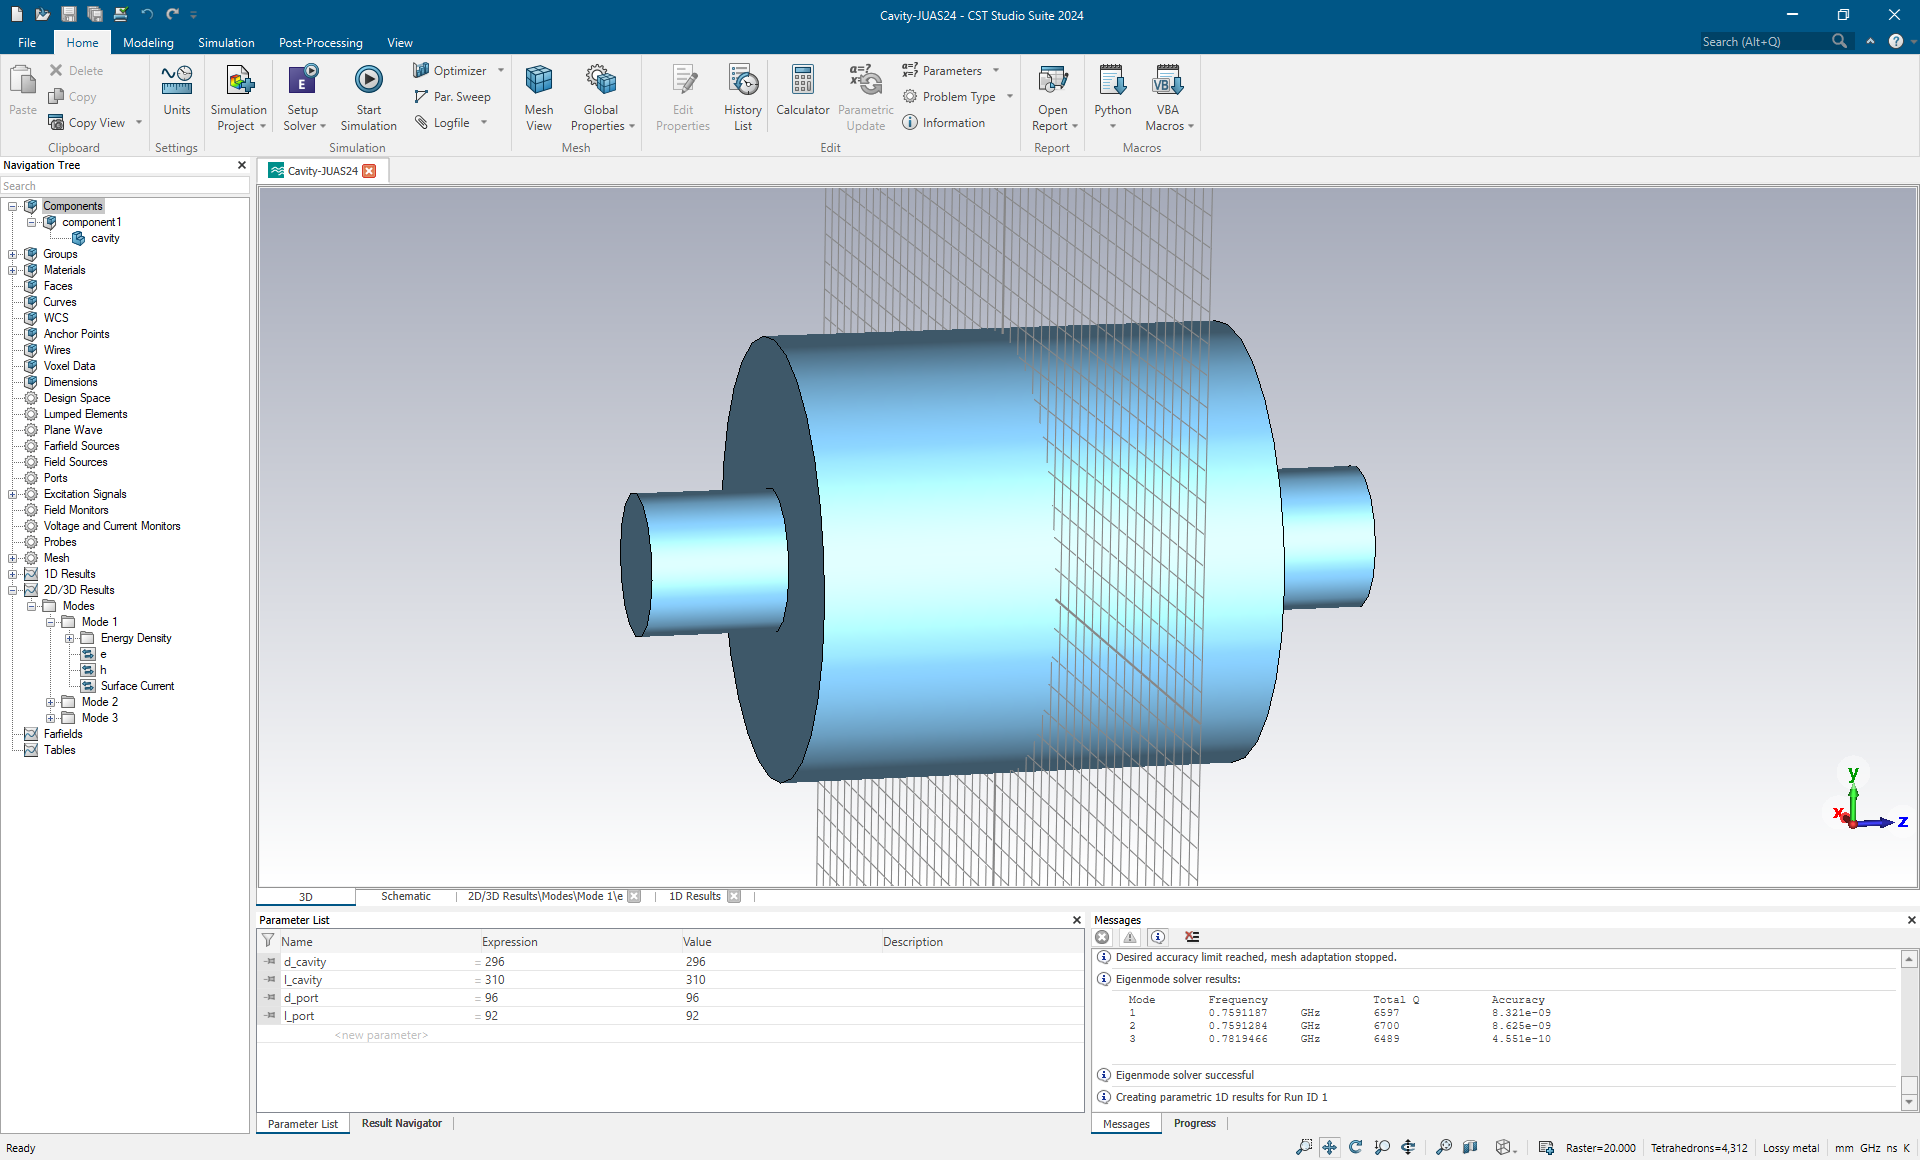 Cavity-JUAS24 - CST Studio Suite 2024
File Home Modeling Simulation Post-Processing View Search (Alt+Q)
Paste Delete Copy Copy View
Units
Simulation Project
Setup Solver
Start Simulation
Optimizer
Par. Sweep
Logfile
Mesh View
Global Properties
Edit Properties
History List
Calculator
Parametric Update
Parameters
Problem Type
Information
Open Report
Python
VBA Macros
Clipboard Settings Simulation Mesh Edit Report Macros
Navigation Tree
Search
Cavity-JUAS24
Components
component1
cavity
Groups
Materials
Faces
Curves
WCS
Anchor Points
Wires
Voxel Data
Dimensions
Design Space
Lumped Elements
Plane Wave
Farfield Sources
Field Sources
Ports
Excitation Signals
Field Monitors
Voltage and Current Monitors
Probes
Mesh
1D Results
2D/3D Results
Modes
Mode 1
Energy Density
e
h
Surface Current
Mode 2
Mode 3
Farfields
Tables
y
x
z
3D Schematic 2D/3D Results\Modes\Mode 1\e 1D Results
Parameter List
Name Expression Value Description
d_cavity = 296 296
l_cavity = 310 310
d_port = 96 96
l_port = 92 92
<new parameter>
Parameter List Result Navigator
Messages
Desired accuracy limit reached, mesh adaptation stopped.
Eigenmode solver results:
Mode Frequency Total Q Accuracy
1 0.7591187 GHz 6597 8.321e-09
2 0.7591284 GHz 6700 8.625e-09
3 0.7819466 GHz 6489 4.551e-10
Eigenmode solver successful
Creating parametric 1D results for Run ID 1
Messages Progress
Ready
Raster=20.000 Tetrahedrons=4,312 Lossy metal mm GHz ns K